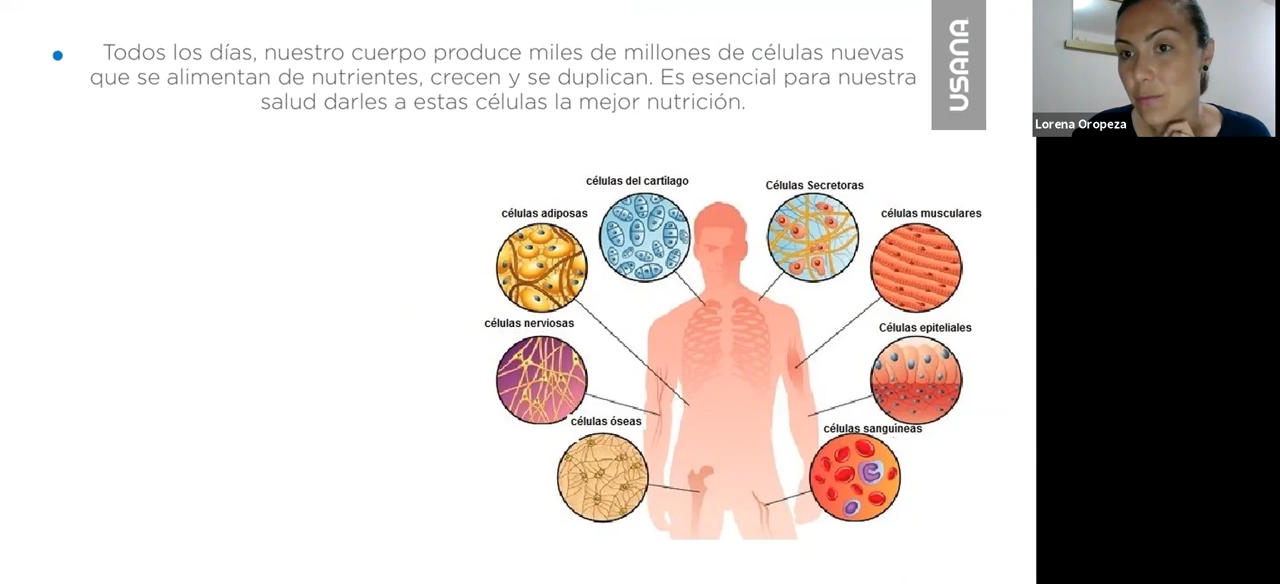 Todos los días, nuestro cuerpo produce miles de millones de células nuevas
que se alimentan de nutrientes, crecen y se duplican. Es esencial para nuestra
salud darles a estas células la mejor nutrición.
USANA
Lorena Oropeza
células del cartílago
Células Secretoras
células adiposas
células musculares
células nerviosas
Células epiteliales
células óseas
células sanguíneas